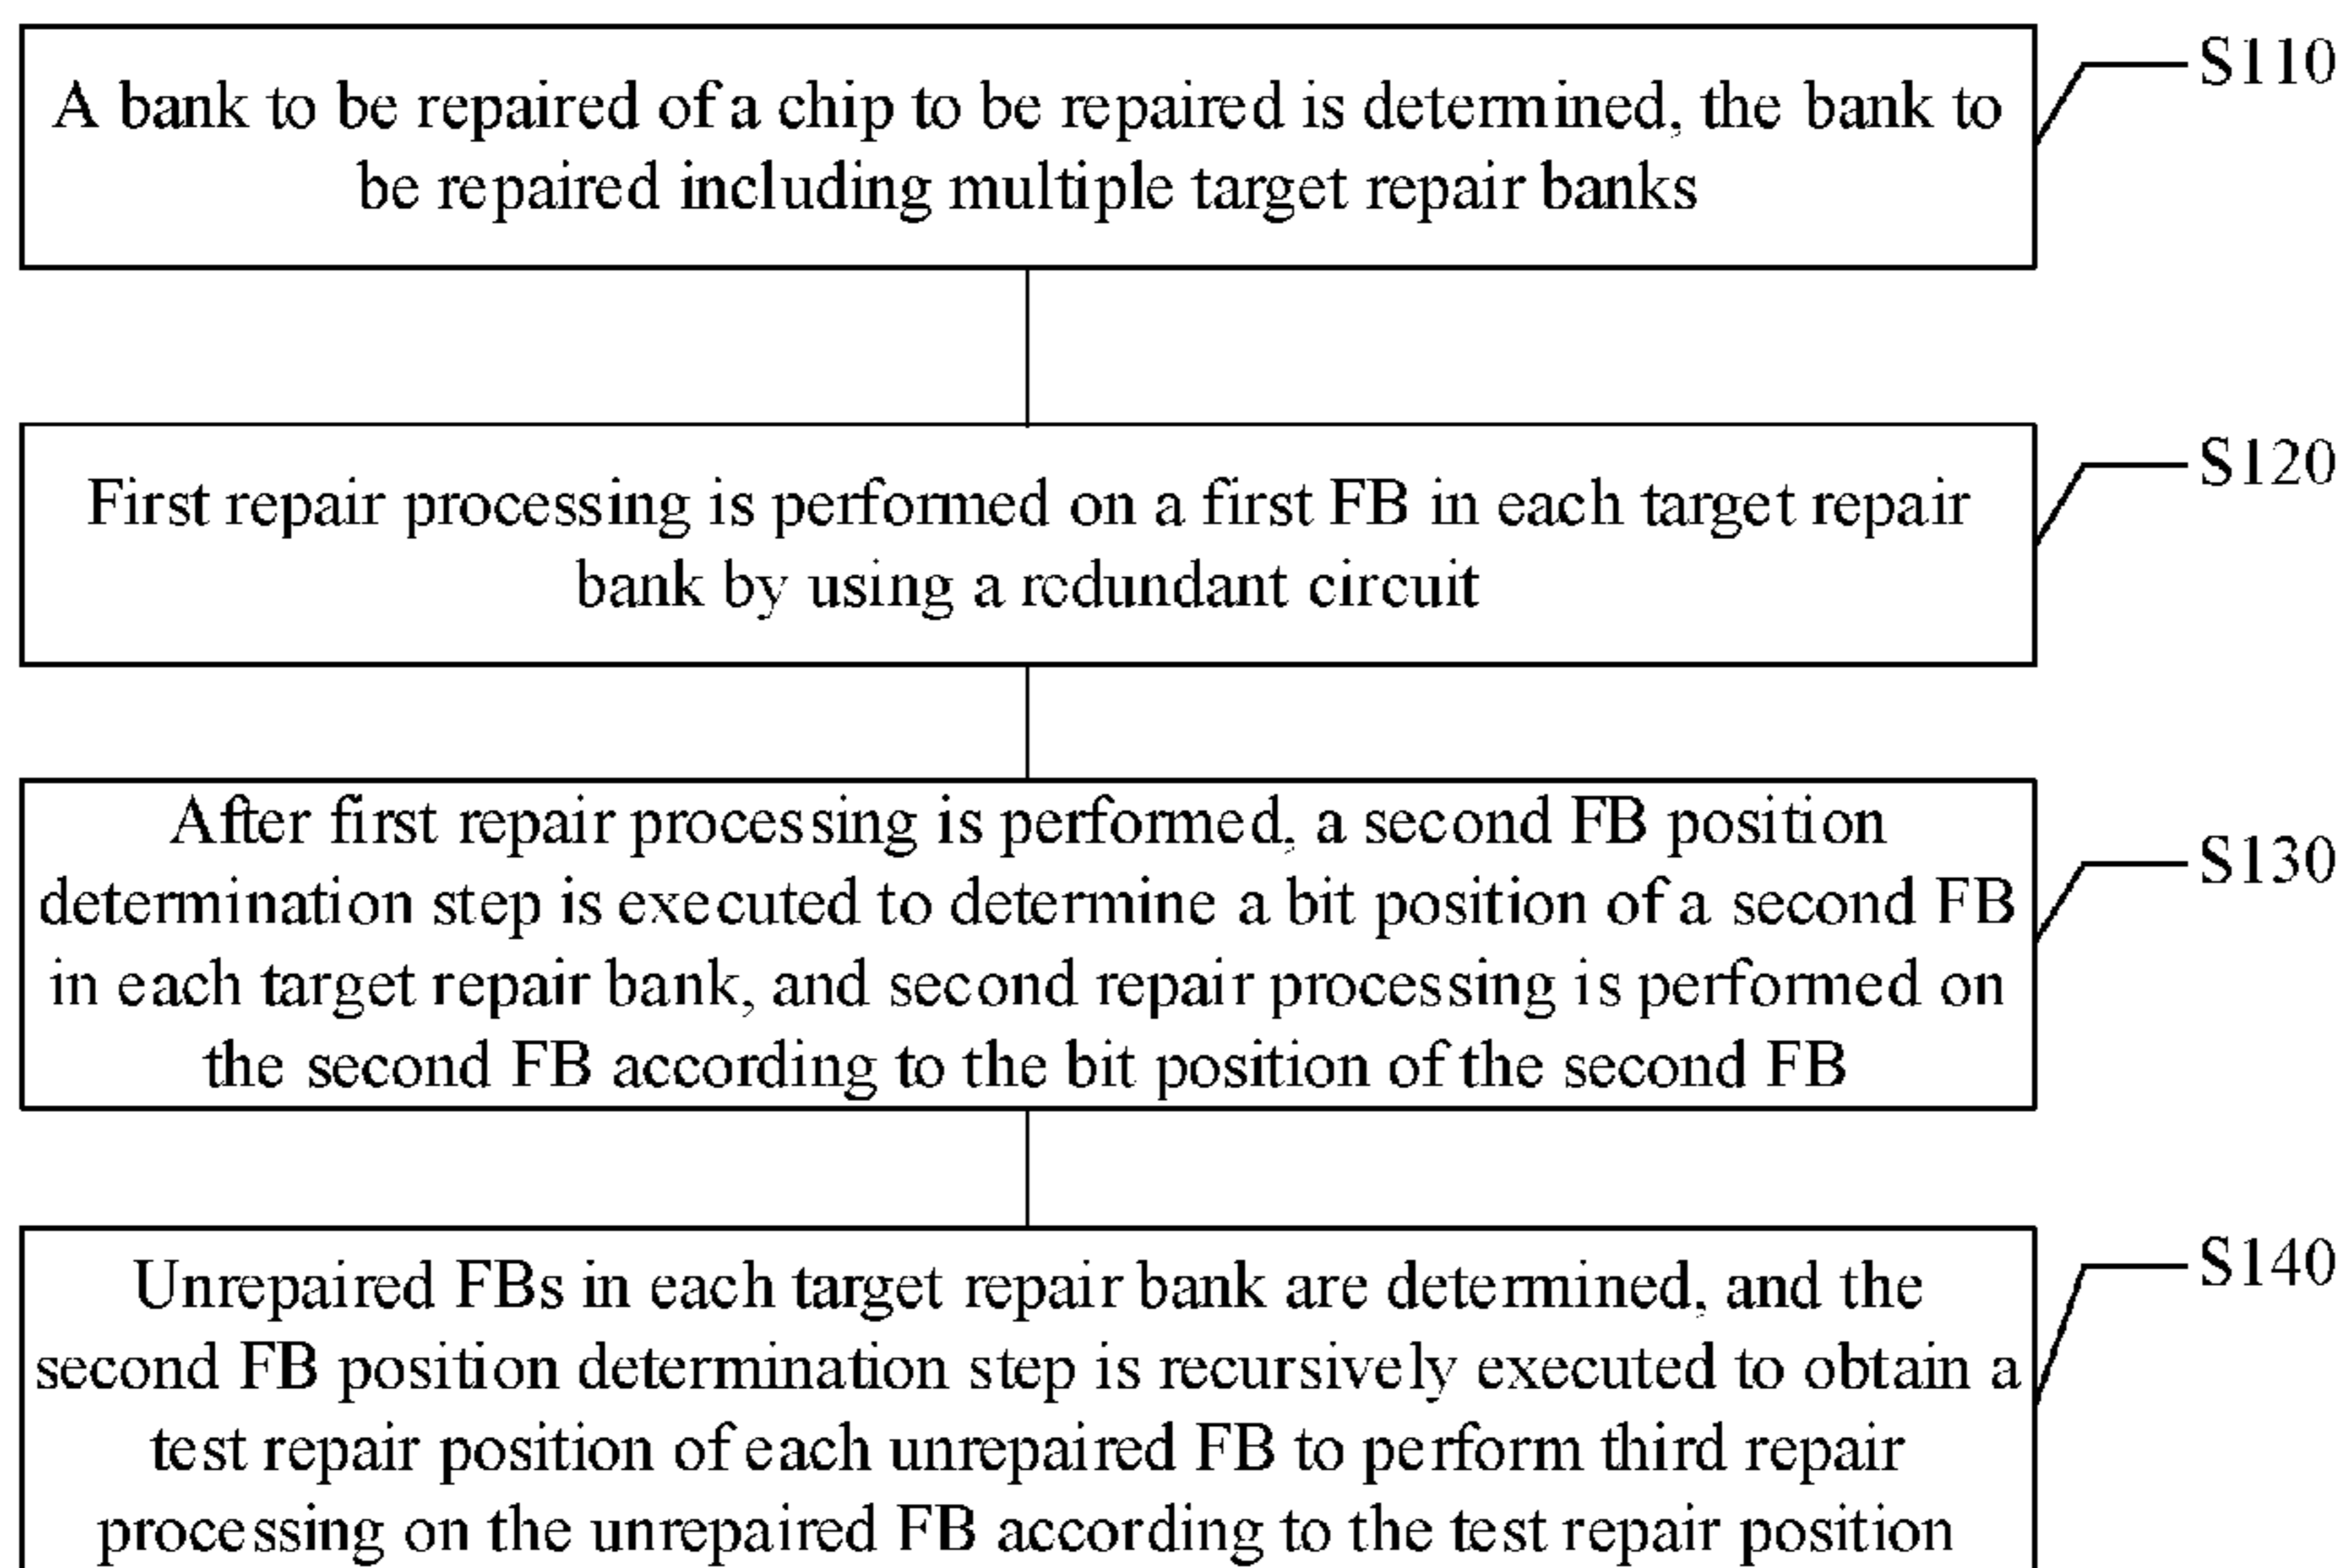 A bank to be repaired of a chip to be repaired is determined, the bank to
be repaired including multiple target repair banks
S110
First repair processing is performed on a first FB in each target repair
bank by using a redundant circuit
S120
After first repair processing is performed, a second FB position
determination step is executed to determine a bit position of a second FB
in each target repair bank, and second repair processing is performed on
the second FB according to the bit position of the second FB
S130
Unrepaired FBs in each target repair bank are determined, and the
second FB position determination step is recursively executed to obtain a
test repair position of each unrepaired FB to perform third repair
processing on the unrepaired FB according to the test repair position
S140